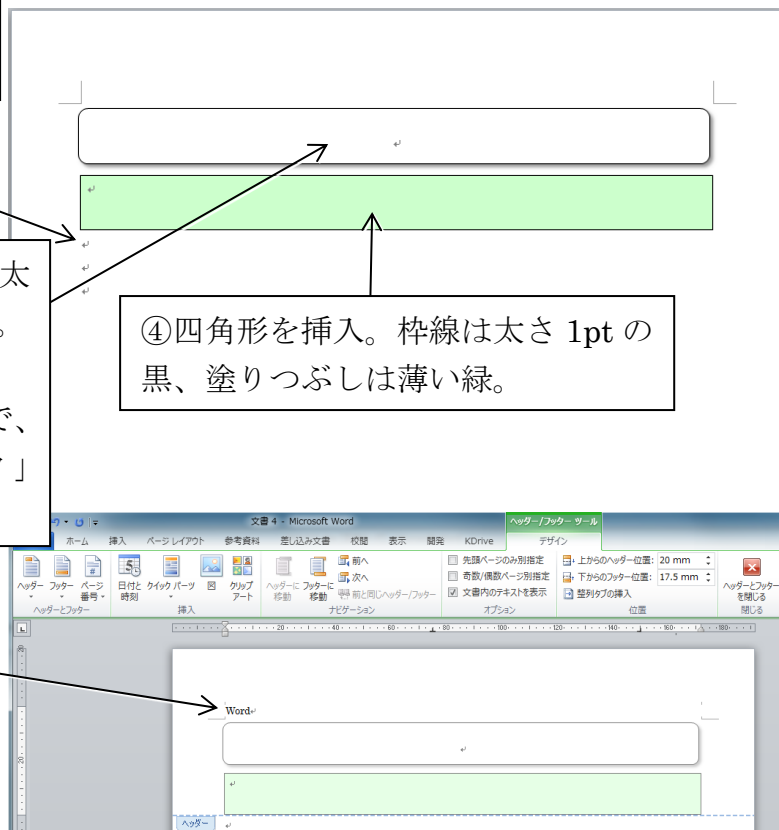 太
。
④四角形を挿入。枠線は太さ 1pt の
黒、塗りつぶしは薄い緑。
で、
」
文書 4 - Microsoft Word
ヘッダー/フッター ツール
ホーム 挿入 ページ レイアウト 参考資料 差し込み文書 校閲 表示 開発 KDrive デザイン
ヘッダー フッター ページ番号 日付と時刻 クイック パーツ 図 クリップアート ヘッダーに移動 フッターに移動
前へ
次へ
前と同じヘッダー/フッター
先頭ページのみ別指定
奇数/偶数ページ別指定
文書内のテキストを表示
上からのヘッダー位置: 20 mm
下からのフッター位置: 17.5 mm
整列タブの挿入
ヘッダーとフッターを閉じる
ヘッダーとフッター 挿入 ナビゲーション オプション 位置 閉じる
20 40 60 80 100 120 140 160 180
Word
ヘッダー